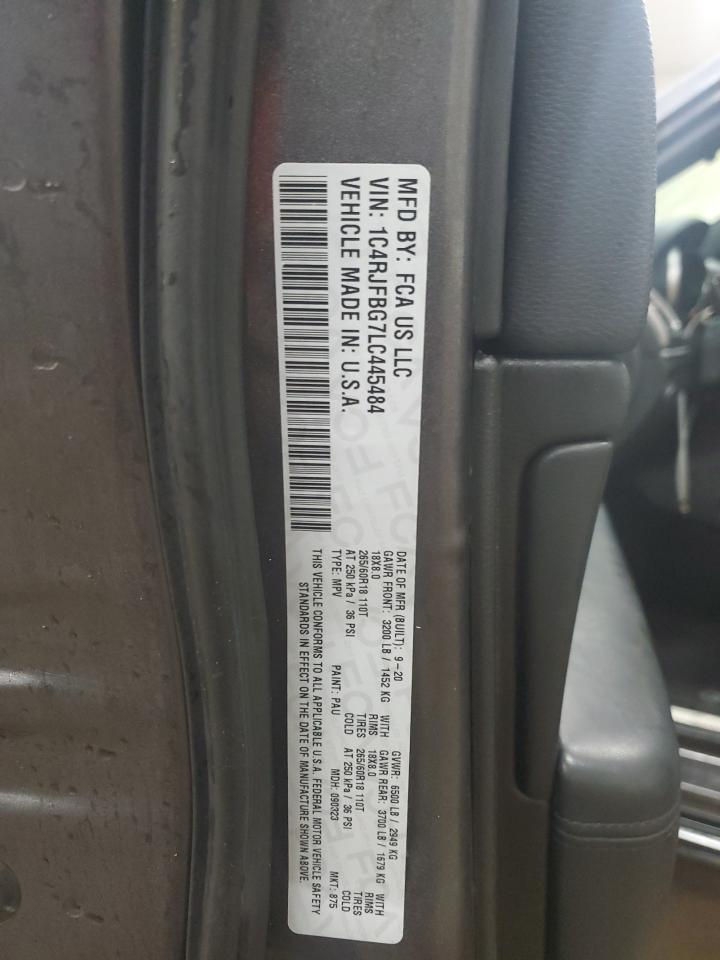 MFD BY: FCA US LLC
VIN: 1C4RJFBG7LC445484
VEHICLE MADE IN: U.S.A.
DATE OF MFR (BUILT): 9-20 GVWR: 6500 LB / 2949 KG
GAWR FRONT: 3200 LB / 1452 KG WITH GAWR REAR: 3700 LB / 1679 KG WITH
18X8.0 RIMS 18X8.0 RIMS
265/60R18 110T TIRES 265/60R18 110T TIRES
AT 250 kPa / 36 PSI COLD AT 250 kPa / 36 PSI COLD
TYPE: MPV PAINT: PAU MDH: 090323 MKT: 875
THIS VEHICLE CONFORMS TO ALL APPLICABLE U.S.A. FEDERAL MOTOR VEHICLE SAFETY
STANDARDS IN EFFECT ON THE DATE OF MANUFACTURE SHOWN ABOVE.